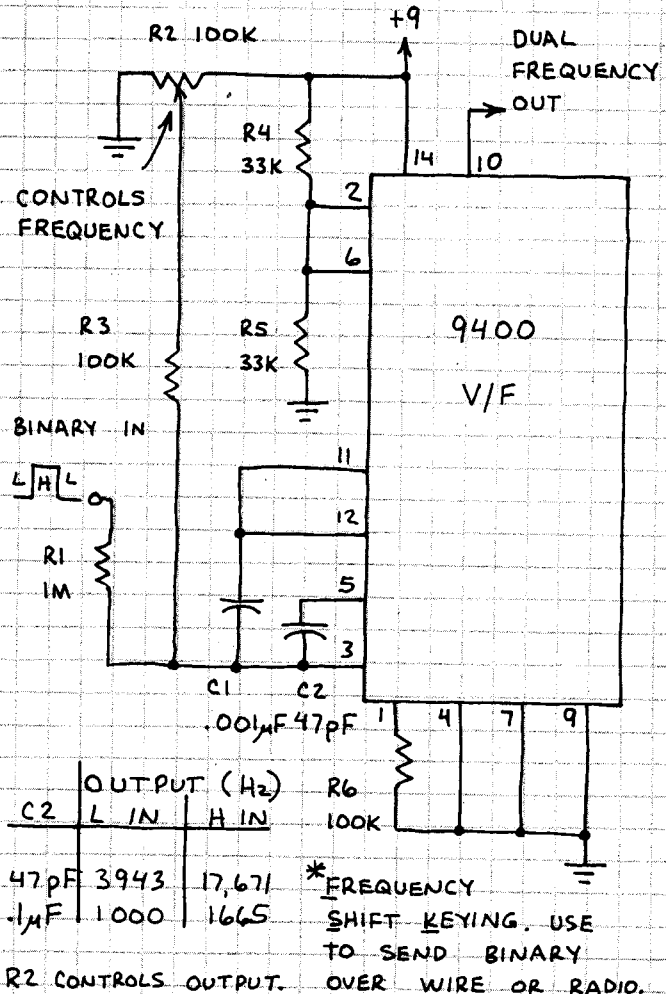 +9
R2 100K
DUAL
FREQUENCY
OUT
R4
33K
14
10
2
CONTROLS
FREQUENCY
6
R3
100K
R5
33K
9400
V/F
BINARY IN
L H L
11
12
R1
1M
5
3
C1
C2
.001µF 47pF
1
4
7
9
R6
100K
OUTPUT (Hz)
C2 L IN H IN
47pF 3943 17,671
.1µF 1000 1665
*FREQUENCY
SHIFT KEYING. USE
TO SEND BINARY
OVER WIRE OR RADIO.
R2 CONTROLS OUTPUT.